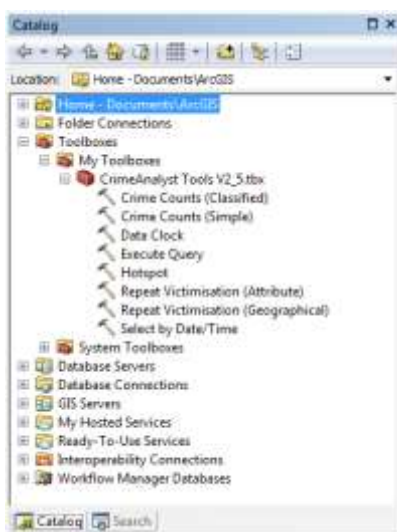 Catalog
Location: Home - Documents\ArcGIS
Home - Documents\ArcGIS
Folder Connections
Toolboxes
My Toolboxes
CrimeAnalyst Tools V2_5.tbx
Crime Counts (Classified)
Crime Counts (Simple)
Data Clock
Execute Query
Hotspot
Repeat Victimisation (Attribute)
Repeat Victimisation (Geographical)
Select by Date/Time
System Toolboxes
Database Servers
Database Connections
GIS Servers
My Hosted Services
Ready-To-Use Services
Interoperability Connections
Workflow Manager Databases
Catalog Search